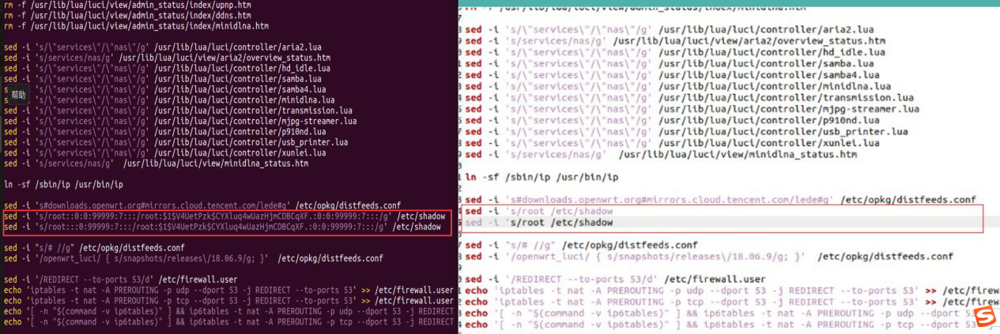 rm -f /usr/lib/lua/luci/view/admin_status/index/upnp.htm
rm -f /usr/lib/lua/luci/view/admin_status/index/ddns.htm
rm -f /usr/lib/lua/luci/view/admin_status/index/minidlna.htm
sed -i 's/\"services\"/\"nas\"/g' /usr/lib/lua/luci/controller/aria2.lua
sed -i 's/services/nas/g' /usr/lib/lua/luci/view/aria2/overview_status.htm
sed -i 's/\"services\"/\"nas\"/g' /usr/lib/lua/luci/controller/hd_idle.lua
sed -i 's/\"services\"/\"nas\"/g' /usr/lib/lua/luci/controller/samba.lua
's/\"services\"/\"nas\"/g' /usr/lib/lua/luci/controller/samba4.lua
帮助
's/\"services\"/\"nas\"/g' /usr/lib/lua/luci/controller/minidlna.lua
sed -i 's/\"services\"/\"nas\"/g' /usr/lib/lua/luci/controller/transmission.lua
sed -i 's/\"services\"/\"nas\"/g' /usr/lib/lua/luci/controller/mjpg-streamer.lua
sed -i 's/\"services\"/\"nas\"/g' /usr/lib/lua/luci/controller/p910nd.lua
sed -i 's/\"services\"/\"nas\"/g' /usr/lib/lua/luci/controller/usb_printer.lua
sed -i 's/\"services\"/\"nas\"/g' /usr/lib/lua/luci/controller/xunlei.lua
sed -i 's/services/nas/g'  /usr/lib/lua/luci/view/minidlna_status.htm
ln -sf /sbin/ip /usr/bin/ip
sed -i 's#downloads.openwrt.org#mirrors.cloud.tencent.com/lede#g' /etc/opkg/distfeeds.conf
sed -i 's/root::0:0:99999:7:::/root:$1$V4UetPzk$CYXluq4wUazHjmCDBCqXF.:0:0:99999:7:::/g' /etc/shadow
sed -i 's/root:::0:99999:7:::/root:$1$V4UetPzk$CYXluq4wUazHjmCDBCqXF.:0:0:99999:7:::/g' /etc/shadow
sed -i "s/# //g" /etc/opkg/distfeeds.conf
sed -i '/openwrt_luci/ { s/snapshots/releases\/18.06.9/g; }'  /etc/opkg/distfeeds.conf
sed -i '/REDIRECT --to-ports 53/d' /etc/firewall.user
echo 'iptables -t nat -A PREROUTING -p udp --dport 53 -j REDIRECT --to-ports 53' >> /etc/firewall.user
echo 'iptables -t nat -A PREROUTING -p tcp --dport 53 -j REDIRECT --to-ports 53' >> /etc/firewall.user
echo '[ -n "$(command -v ip6tables)" ] && ip6tables -t nat -A PREROUTING -p udp --dport 53 -j REDIRECT
echo '[ -n "$(command -v ip6tables)" ] && ip6tables -t nat -A PREROUTING -p tcp --dport 53 -j REDIRECT
rm -f /usr/lib/lua/luci/view/admin_status/index/minidlna.htm
sed -i 's/\"services\"/\"nas\"/g' /usr/lib/lua/luci/controller/aria2.lua
sed -i 's/services/nas/g' /usr/lib/lua/luci/view/aria2/overview_status.htm
sed -i 's/\"services\"/\"nas\"/g' /usr/lib/lua/luci/controller/hd_idle.lua
sed -i 's/\"services\"/\"nas\"/g' /usr/lib/lua/luci/controller/samba.lua
sed -i 's/\"services\"/\"nas\"/g' /usr/lib/lua/luci/controller/samba4.lua
sed -i 's/\"services\"/\"nas\"/g' /usr/lib/lua/luci/controller/minidlna.lua
sed -i 's/\"services\"/\"nas\"/g' /usr/lib/lua/luci/controller/transmission.lua
sed -i 's/\"services\"/\"nas\"/g' /usr/lib/lua/luci/controller/mjpg-streamer.lua
sed -i 's/\"services\"/\"nas\"/g' /usr/lib/lua/luci/controller/p910nd.lua
sed -i 's/\"services\"/\"nas\"/g' /usr/lib/lua/luci/controller/usb_printer.lua
sed -i 's/\"services\"/\"nas\"/g' /usr/lib/lua/luci/controller/xunlei.lua
sed -i 's/services/nas/g'  /usr/lib/lua/luci/view/minidlna_status.htm
ln -sf /sbin/ip /usr/bin/ip
sed -i 's#downloads.openwrt.org#mirrors.cloud.tencent.com/lede#g' /etc/opkg/distfeeds.conf
sed -i 's/root /etc/shadow
sed -i 's/root /etc/shadow
sed -i "s/# //g" /etc/opkg/distfeeds.conf
sed -i '/openwrt_luci/ { s/snapshots/releases\/18.06.9/g; }'  /etc/opkg/distfeeds.conf
sed -i '/REDIRECT --to-ports 53/d' /etc/firewall.user
echo 'iptables -t nat -A PREROUTING -p udp --dport 53 -j REDIRECT --to-ports 53' >> /etc/firew
echo 'iptables -t nat -A PREROUTING -p tcp --dport 53 -j REDIRECT --to-ports 53' >> /etc/firew
echo '[ -n "$(command -v ip6tables)" ] && ip6tables -t nat -A PREROUTING -p udp --dport 53
echo '[ -n "$(command -v ip6tables)" ] && ip6tables -t nat -A PREROUTING -p tcp --dport 53